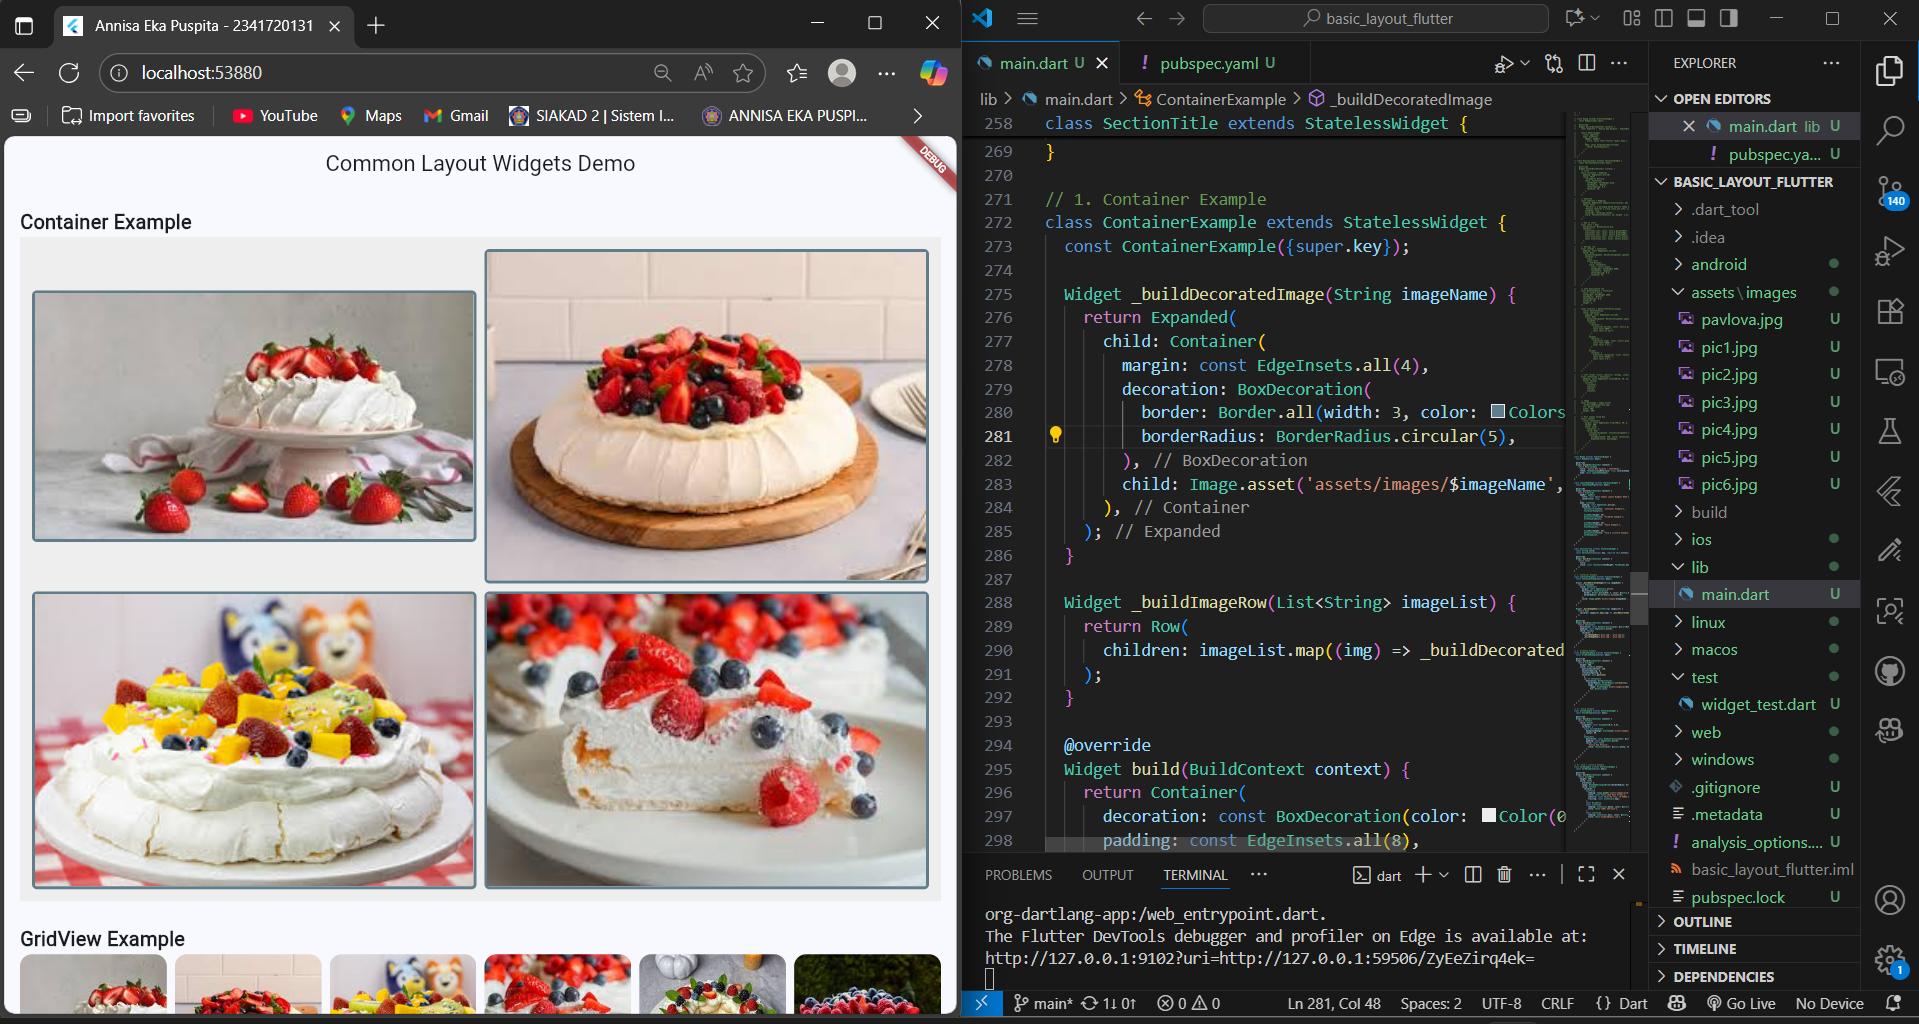 Annisa Eka Puspita - 2341720131
localhost:53880
Import favorites
YouTube
Maps
Gmail
SIAKAD 2 | Sistem I...
ANNISA EKA PUSPI...
Common Layout Widgets Demo
DEBUG
Container Example
GridView Example
basic_layout_flutter
main.dart U
! pubspec.yaml U
lib > main.dart > ContainerExample > _buildDecoratedImage
258 class SectionTitle extends StatelessWidget {
269 }
270
271 // 1. Container Example
272 class ContainerExample extends StatelessWidget {
273 const ContainerExample({super.key});
274
275 Widget _buildDecoratedImage(String imageName) {
276 return Expanded(
277 child: Container(
278 margin: const EdgeInsets.all(4),
279 decoration: BoxDecoration(
280 border: Border.all(width: 3, color: Colors
281 borderRadius: BorderRadius.circular(5),
282 ), // BoxDecoration
283 child: Image.asset('assets/images/$imageName',
284 ), // Container
285 ); // Expanded
286 }
287
288 Widget _buildImageRow(List<String> imageList) {
289 return Row(
290 children: imageList.map((img) => _buildDecorated
291 );
292 }
293
294 @override
295 Widget build(BuildContext context) {
296 return Container(
297 decoration: const BoxDecoration(color: Color(0
298 padding: const EdgeInsets.all(8),
PROBLEMS
OUTPUT
TERMINAL
dart
org-dartlang-app:/web_entrypoint.dart.
The Flutter DevTools debugger and profiler on Edge is available at:
http://127.0.0.1:9102?uri=http://127.0.0.1:59506/ZyEeZirq4ek=
EXPLORER
OPEN EDITORS
main.dart lib U
! pubspec.ya... U
BASIC_LAYOUT_FLUTTER
.dart_tool
.idea
android
assets\images
pavlova.jpg U
pic1.jpg U
pic2.jpg U
pic3.jpg U
pic4.jpg U
pic5.jpg U
pic6.jpg U
build
ios
lib
main.dart U
linux
macos
test
widget_test.dart U
web
windows
.gitignore U
.metadata U
! analysis_options.... U
basic_layout_flutter.iml
pubspec.lock U
OUTLINE
TIMELINE
DEPENDENCIES
140
1
main*
1↓ 0↑
0
0
Ln 281, Col 48
Spaces: 2
UTF-8
CRLF
{} Dart
Go Live
No Device